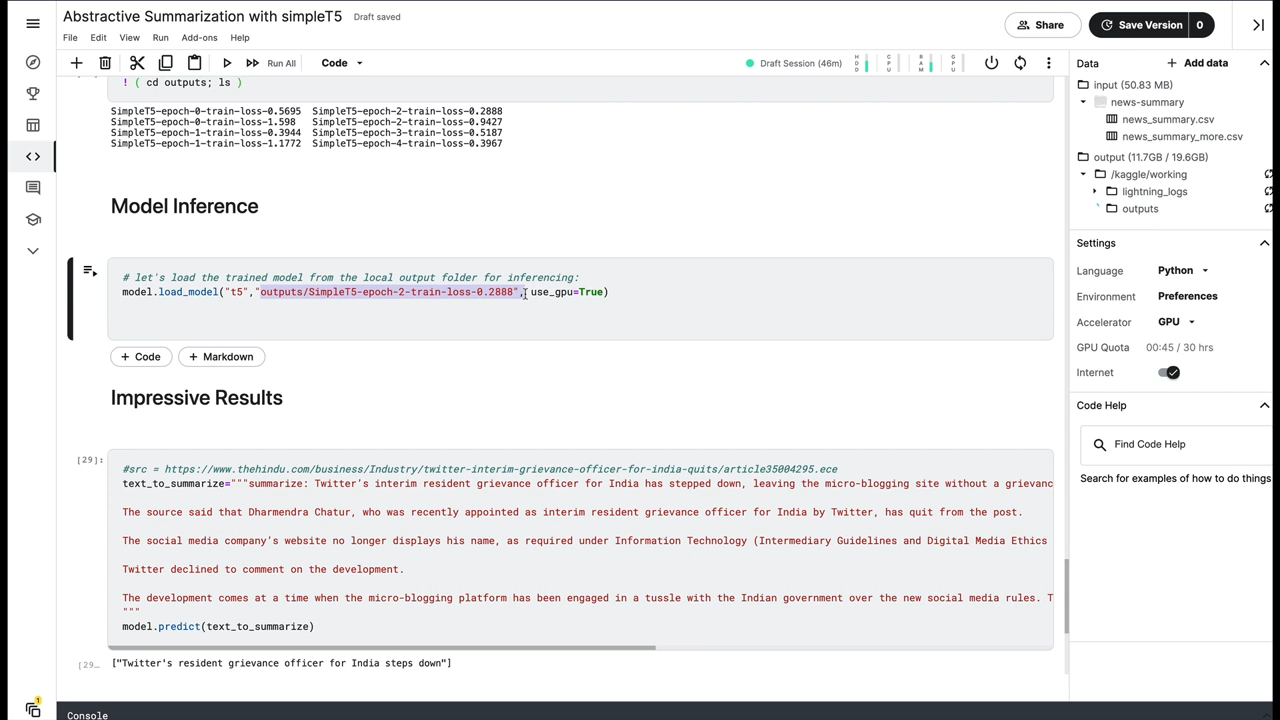 Abstractive Summarization with simpleT5
Draft saved
File Edit View Run Add-ons Help
Share
Save Version 0
Run All
Code
Draft Session (46m)
HDD
CPU
RAM
GPU
! ( cd outputs; ls )
SimpleT5-epoch-0-train-loss-0.5695 SimpleT5-epoch-2-train-loss-0.2888
SimpleT5-epoch-0-train-loss-1.598 SimpleT5-epoch-2-train-loss-0.9427
SimpleT5-epoch-1-train-loss-0.3944 SimpleT5-epoch-3-train-loss-0.5187
SimpleT5-epoch-1-train-loss-1.1772 SimpleT5-epoch-4-train-loss-0.3967
Model Inference
# let's load the trained model from the local output folder for inferencing:
model.load_model("t5","outputs/SimpleT5-epoch-2-train-loss-0.2888", use_gpu=True)
+ Code + Markdown
Impressive Results
[29]:
#src = https://www.thehindu.com/business/Industry/twitter-interim-grievance-officer-for-india-quits/article35004295.ece
text_to_summarize="""summarize: Twitter's interim resident grievance officer for India has stepped down, leaving the micro-blogging site without a grievanc
The source said that Dharmendra Chatur, who was recently appointed as interim resident grievance officer for India by Twitter, has quit from the post.
The social media company's website no longer displays his name, as required under Information Technology (Intermediary Guidelines and Digital Media Ethics
Twitter declined to comment on the development.
The development comes at a time when the micro-blogging platform has been engaged in a tussle with the Indian government over the new social media rules. T
"""
model.predict(text_to_summarize)
[29…
["Twitter's resident grievance officer for India steps down"]
Console
1
Data
+ Add data
input (50.83 MB)
news-summary
news_summary.csv
news_summary_more.csv
output (11.7GB / 19.6GB)
/kaggle/working
lightning_logs
outputs
Settings
Language Python
Environment Preferences
Accelerator GPU
GPU Quota 00:45 / 30 hrs
Internet
Code Help
Find Code Help
Search for examples of how to do things